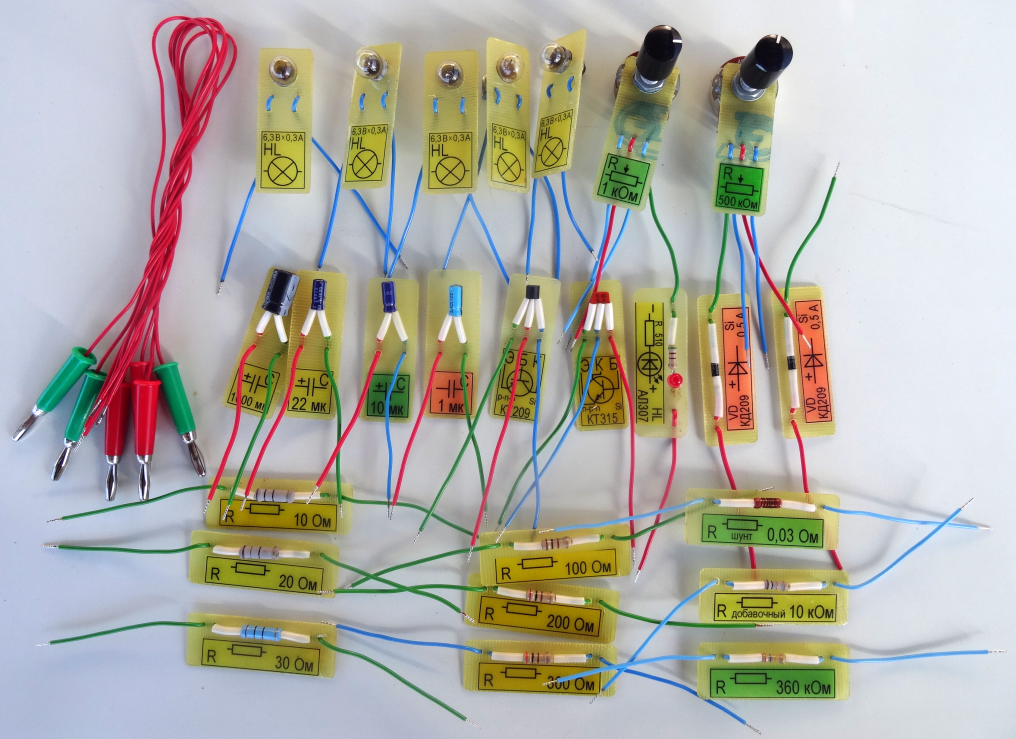 6,3В×0,3А
HL
6,3В×0,3А
HL
6,3В×0,3А
HL
6,3В×0,3А
HL
6,3В×0,3А
HL
R
1 кОм
R
500 кОм
± C
± C
22 мк
± C
10 мк
C
1 мк
Э Б К
p-n-p Si
КТ209
Э К Б
n-p-n Si
КТ315
R 510
+
HL
АЛ307
Si
0,5 А
+
VD
КД209
Si
0,5 А
+
VD
КД209
R 10 Ом
R 20 Ом
R 30 Ом
R 100 Ом
R 200 Ом
R 300 Ом
R шунт 0,03 Ом
R добавочный 10 кОм
R 360 кОм